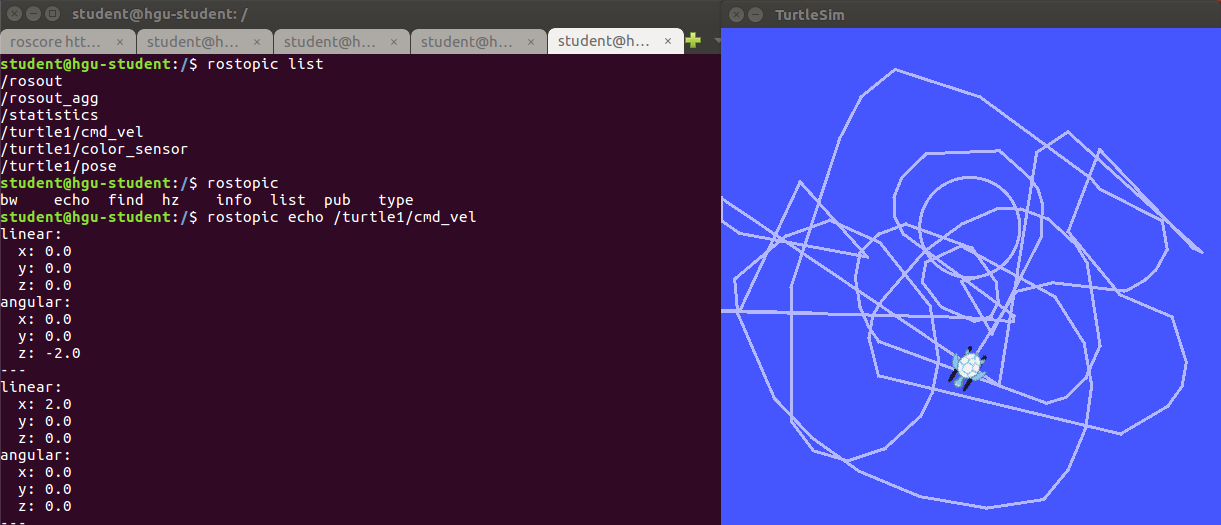 student@hgu-student: /
TurtleSim
roscore htt...
student@h...
student@h...
student@h...
student@h...
student@hgu-student:/$ rostopic list
/rosout
/rosout_agg
/statistics
/turtle1/cmd_vel
/turtle1/color_sensor
/turtle1/pose
student@hgu-student:/$ rostopic
bw    echo  find  hz    info  list  pub   type
student@hgu-student:/$ rostopic echo /turtle1/cmd_vel
linear:
  x: 0.0
  y: 0.0
  z: 0.0
angular:
  x: 0.0
  y: 0.0
  z: -2.0
---
linear:
  x: 2.0
  y: 0.0
  z: 0.0
angular:
  x: 0.0
  y: 0.0
  z: 0.0
---